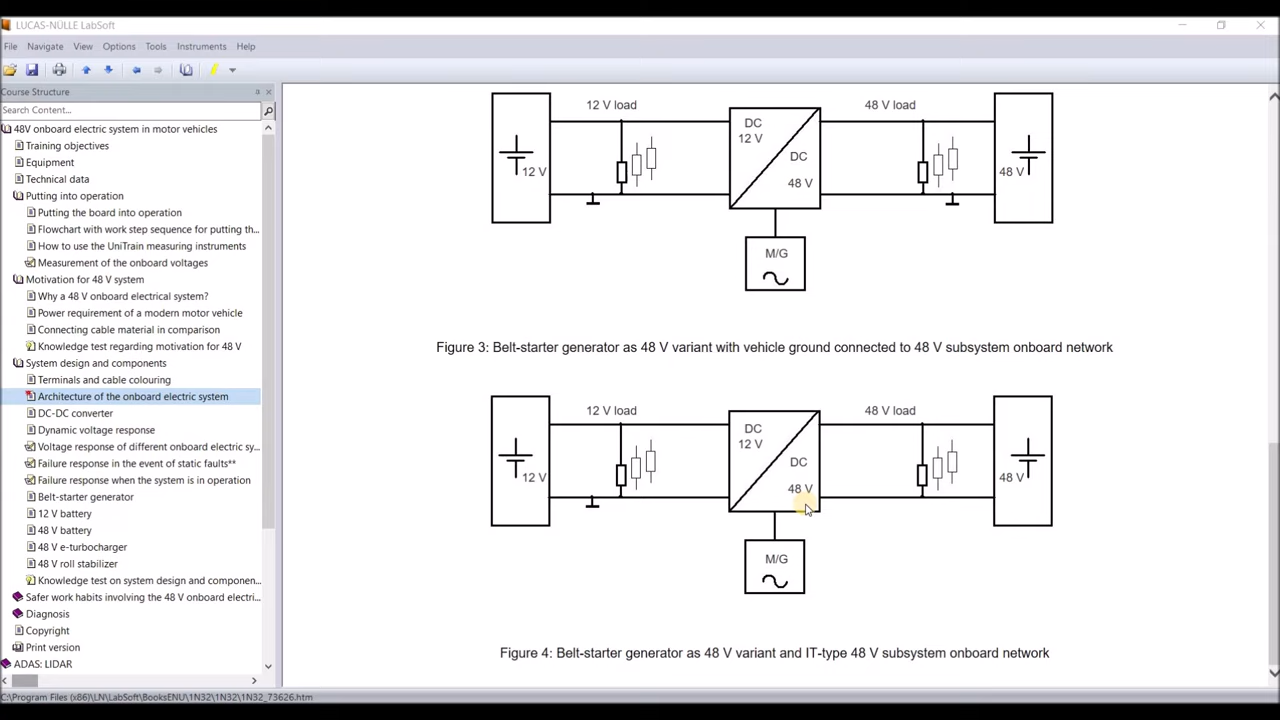 LUCAS-NÜLLE LabSoft
File Navigate View Options Tools Instruments Help
Course Structure
Search Content...
48V onboard electric system in motor vehicles
Training objectives
Equipment
Technical data
Putting into operation
Putting the board into operation
Flowchart with work step sequence for putting th...
How to use the UniTrain measuring instruments
Measurement of the onboard voltages
Motivation for 48 V system
Why a 48 V onboard electrical system?
Power requirement of a modern motor vehicle
Connecting cable material in comparison
Knowledge test regarding motivation for 48 V
System design and components
Terminals and cable colouring
Architecture of the onboard electric system
DC-DC converter
Dynamic voltage response
Voltage response of different onboard electric sy...
Failure response in the event of static faults**
Failure response when the system is in operation
Belt-starter generator
12 V battery
48 V battery
48 V e-turbocharger
48 V roll stabilizer
Knowledge test on system design and componen...
Safer work habits involving the 48 V onboard electri...
Diagnosis
Copyright
Print version
ADAS: LIDAR
12 V load 48 V load
DC
12 V
DC
12 V 48 V 48 V
M/G
Figure 3: Belt-starter generator as 48 V variant with vehicle ground connected to 48 V subsystem onboard network
12 V load 48 V load
DC
12 V
DC
12 V 48 V 48 V
M/G
Figure 4: Belt-starter generator as 48 V variant and IT-type 48 V subsystem onboard network
C:\Program Files (x86)\LN\LabSoft\BooksENU\1N32\1N32\1N32_73626.htm